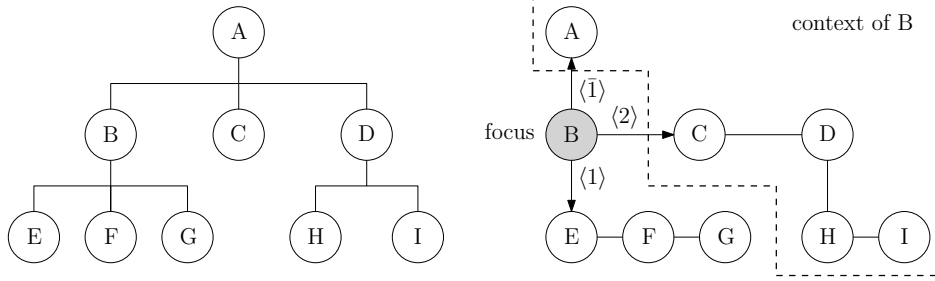 A
B C D
E F G H I
context of B
A
⟨1̄⟩
focus B ⟨2⟩ C D
⟨1⟩
E F G H I